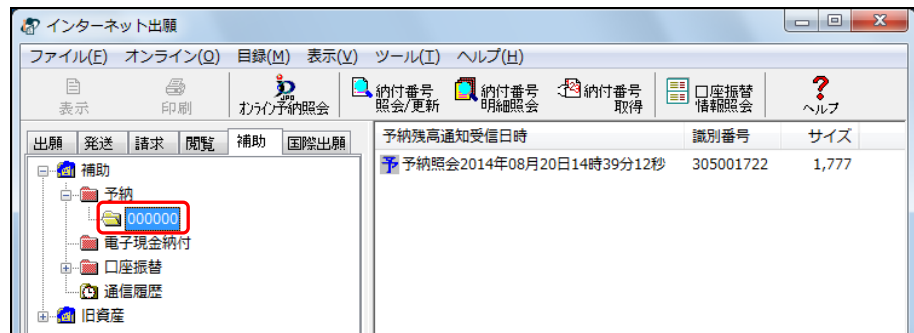 インターネット出願
ファイル(F) オンライン(O) 目録(M) 表示(V) ツール(T) ヘルプ(H)
表示
印刷
JPO
オンライン予納照会
納付番号
照会/更新
納付番号
明細照会
納付番号
取得
口座振替
情報照会
ヘルプ
出願 発送 請求 閲覧 補助 国際出願
補助
予納
000000
電子現金納付
口座振替
通信履歴
旧資産
予納残高通知受信日時 識別番号 サイズ
予 予納照会2014年08月20日14時39分12秒 305001722 1,777